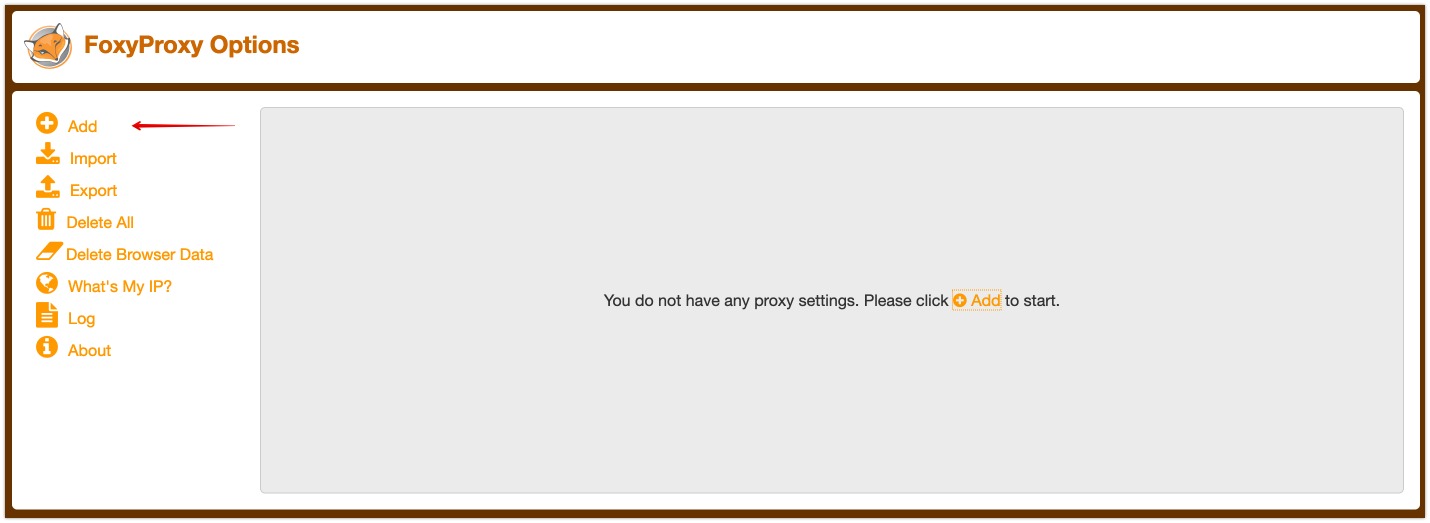 FoxyProxy Options
Add
Import
Export
Delete All
Delete Browser Data
What's My IP?
Log
About
You do not have any proxy settings. Please click Add to start.